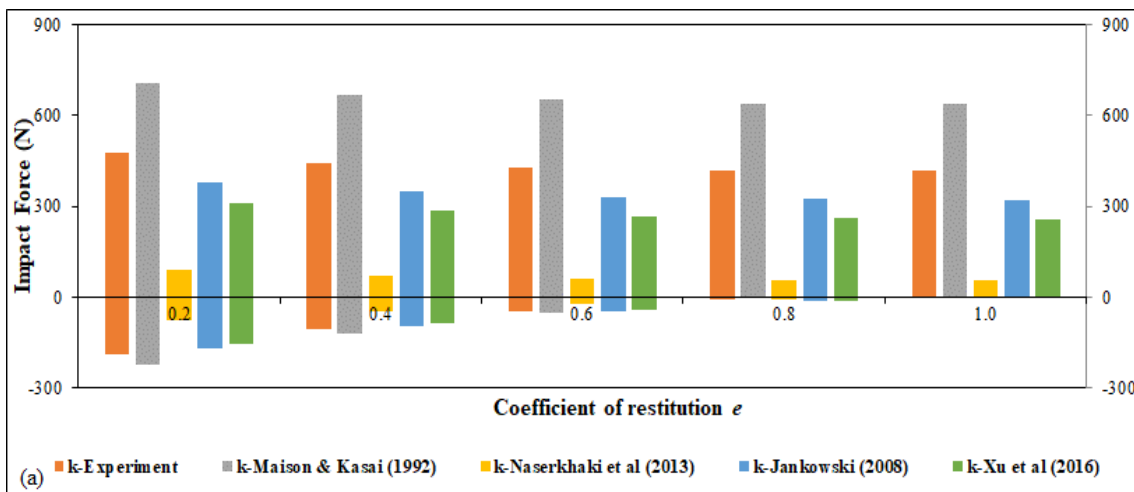 900
600
300
0
-300
Impact Force (N)
900
600
300
0
-300
0.2 0.4 0.6 0.8 1.0
Coefficient of restitution e
(a) k-Experiment k-Maison & Kasai (1992) k-Naserkhaki et al (2013) k-Jankowski (2008) k-Xu et al (2016)